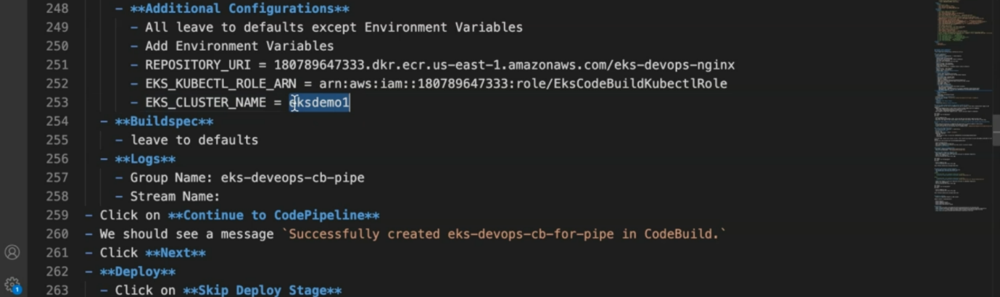 248 - **Additional Configurations**
249 - All leave to defaults except Environment Variables
250 - Add Environment Variables
251 - REPOSITORY_URI = 180789647333.dkr.ecr.us-east-1.amazonaws.com/eks-devops-nginx
252 - EKS_KUBECTL_ROLE_ARN = arn:aws:iam::180789647333:role/EksCodeBuildKubectlRole
253 - EKS_CLUSTER_NAME = eksdemo1
254 - **Buildspec**
255 - leave to defaults
256 - **Logs**
257 - Group Name: eks-deveops-cb-pipe
258 - Stream Name:
259 - Click on **Continue to CodePipeline**
260 - We should see a message `Successfully created eks-devops-cb-for-pipe in CodeBuild.`
261 - Click **Next**
262 - **Deploy**
263 - Click on **Skip Deploy Stage**
1